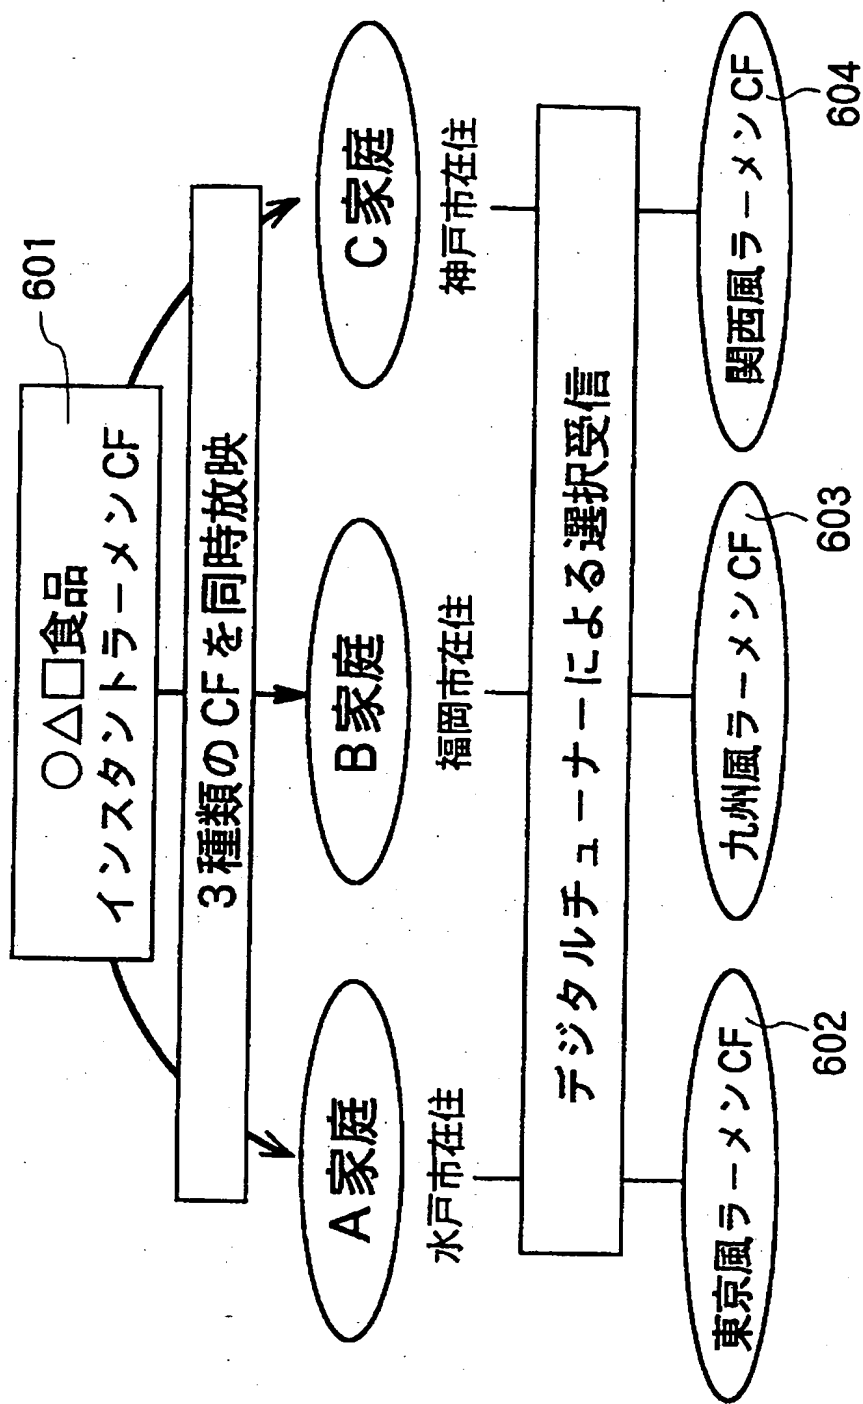 ○△□食品
インスタントラーメンCF
601
3種類のCFを同時放映
A家庭
B家庭
C家庭
水戸市在住
福岡市在住
神戸市在住
デジタルチューナーによる選択受信
東京風ラーメンCF
九州風ラーメンCF
関西風ラーメンCF
602
603
604